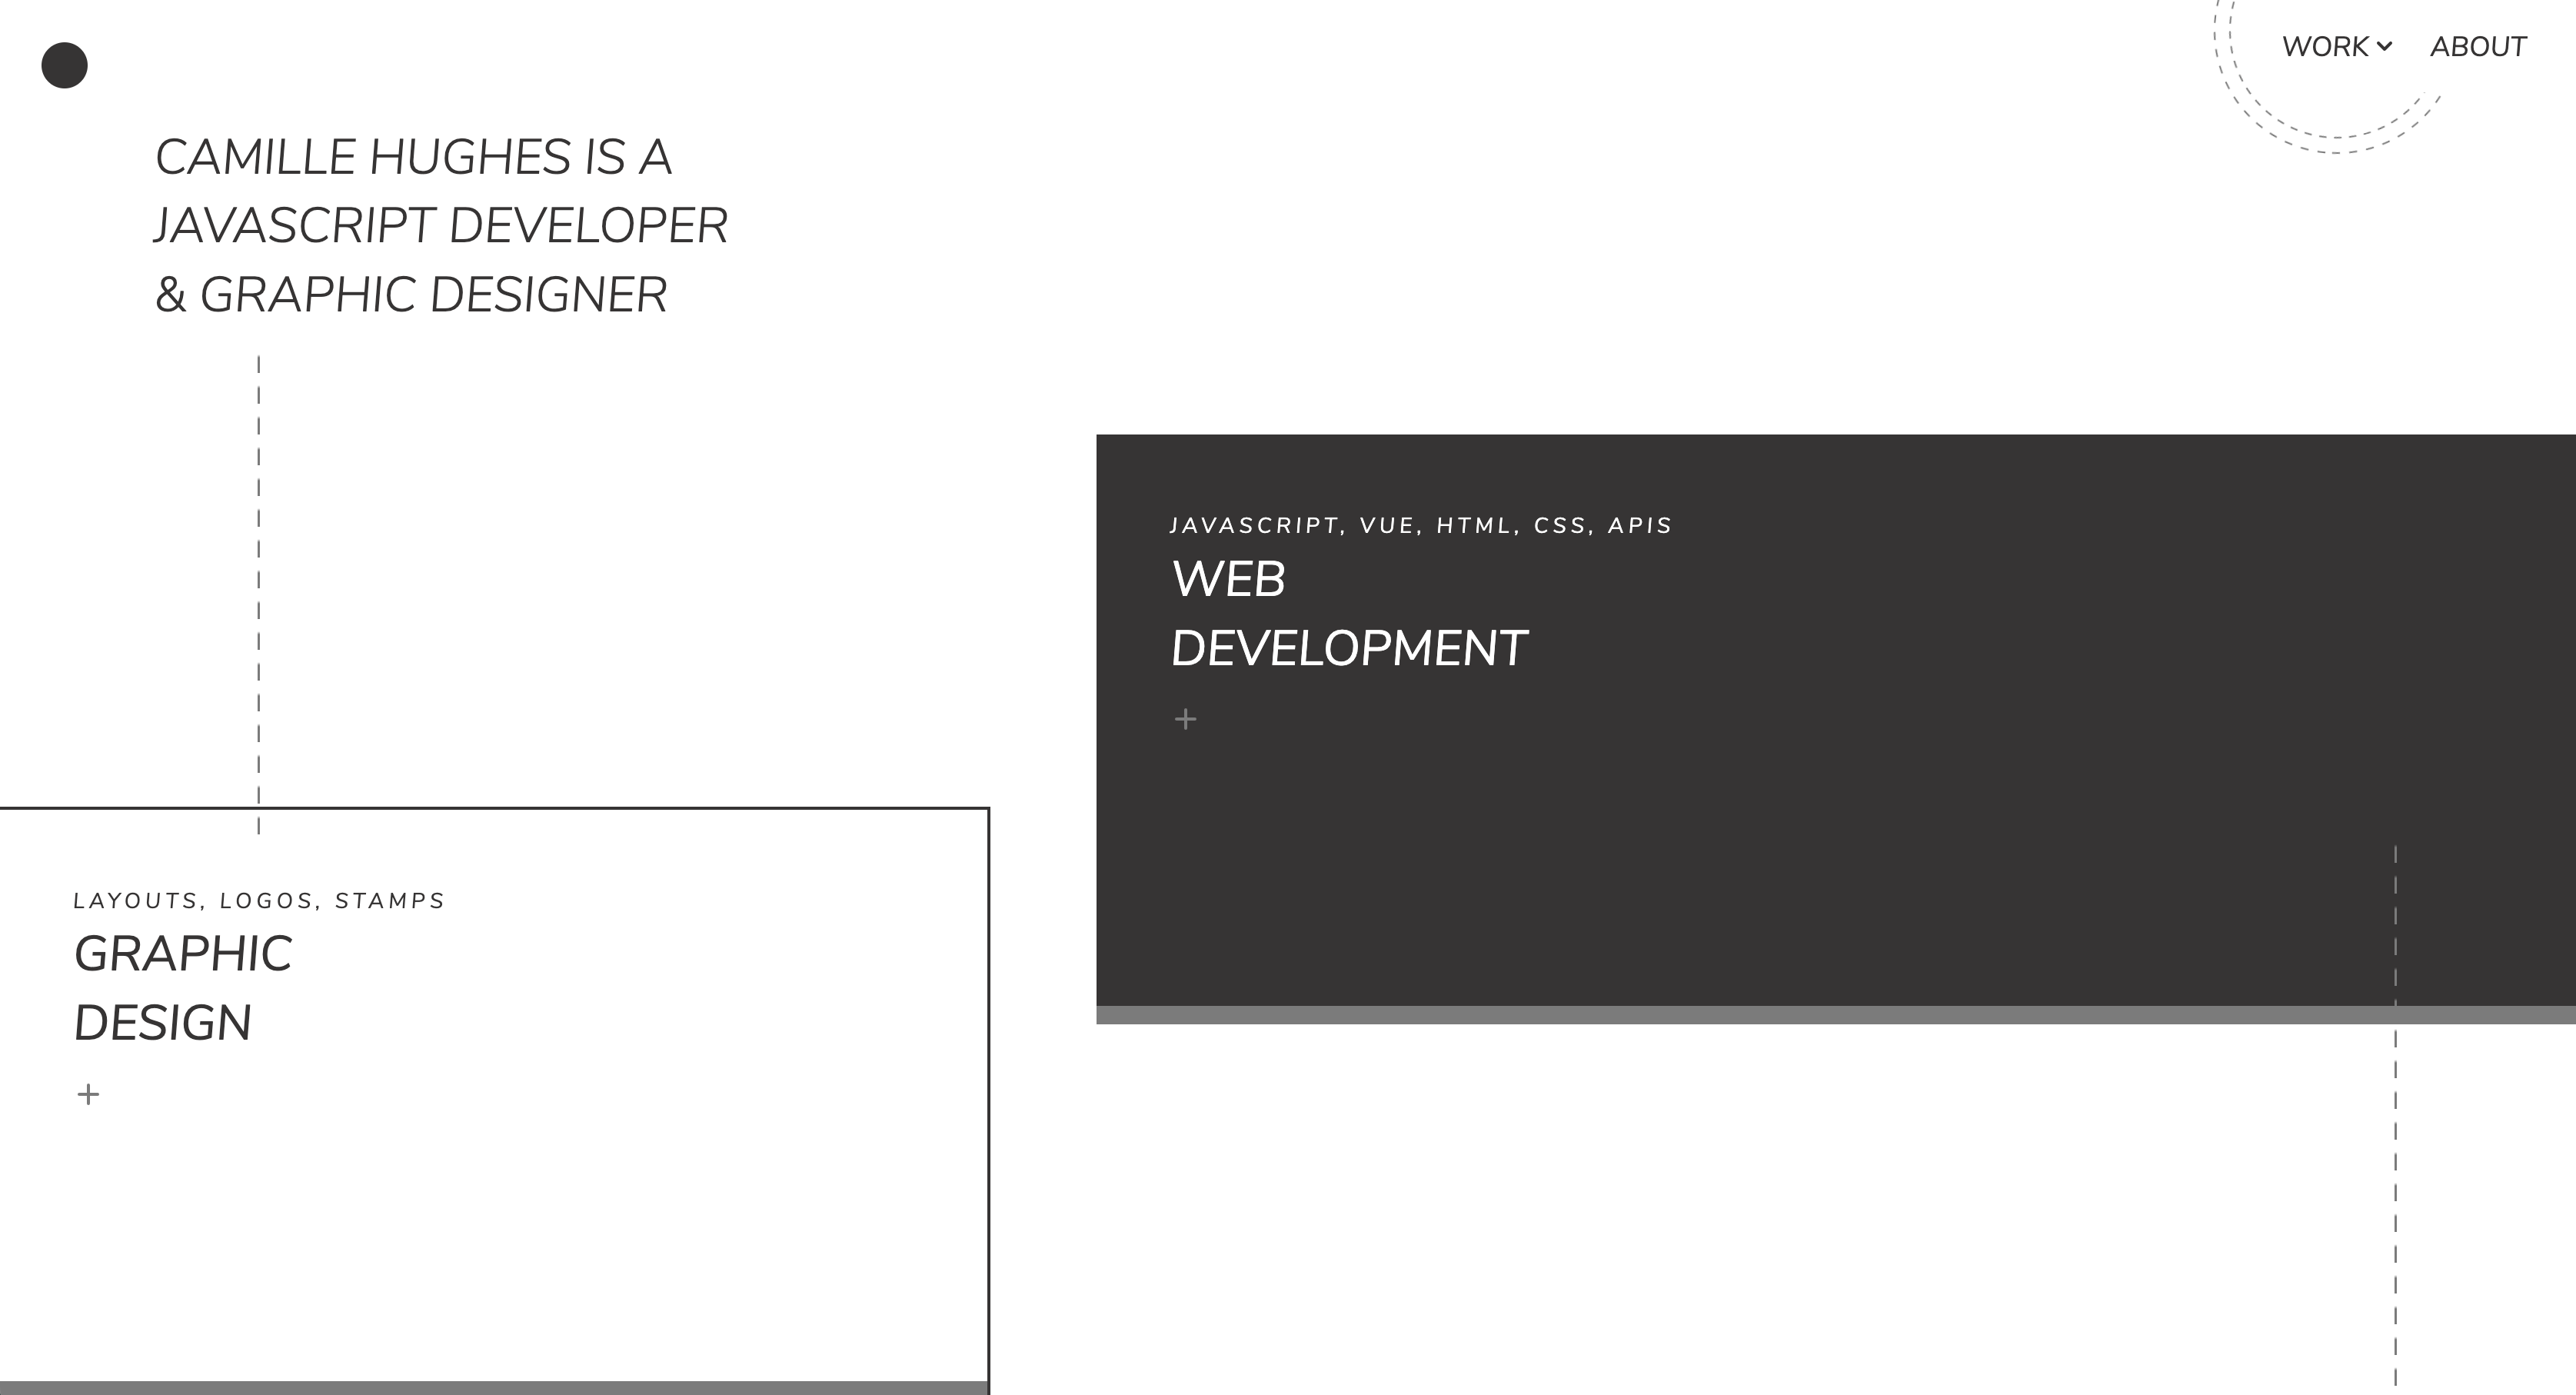 WORK ABOUT
CAMILLE HUGHES IS A
JAVASCRIPT DEVELOPER
& GRAPHIC DESIGNER
JAVASCRIPT, VUE, HTML, CSS, APIS
WEB
DEVELOPMENT
+
LAYOUTS, LOGOS, STAMPS
GRAPHIC
DESIGN
+